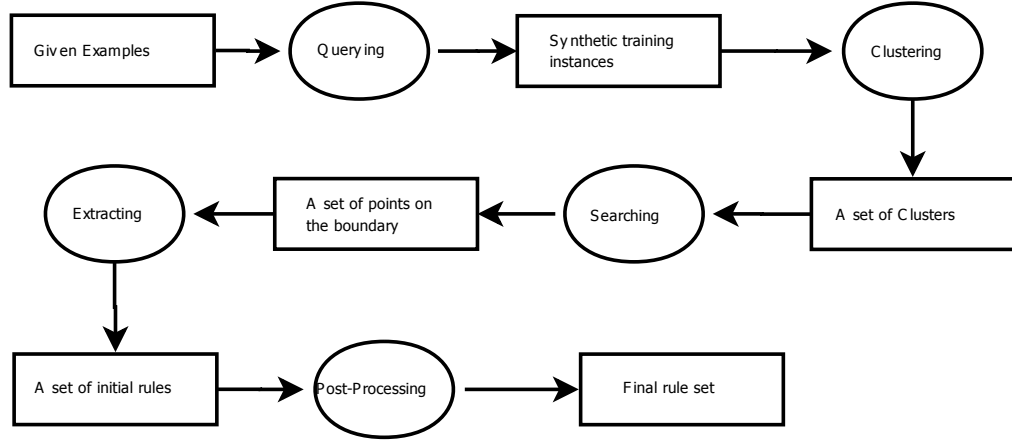 Given Examples
Querying
Synthetic training
instances
Clustering
Extracting
A set of points on
the boundary
Searching
A set of Clusters
A set of initial rules
Post-Processing
Final rule set